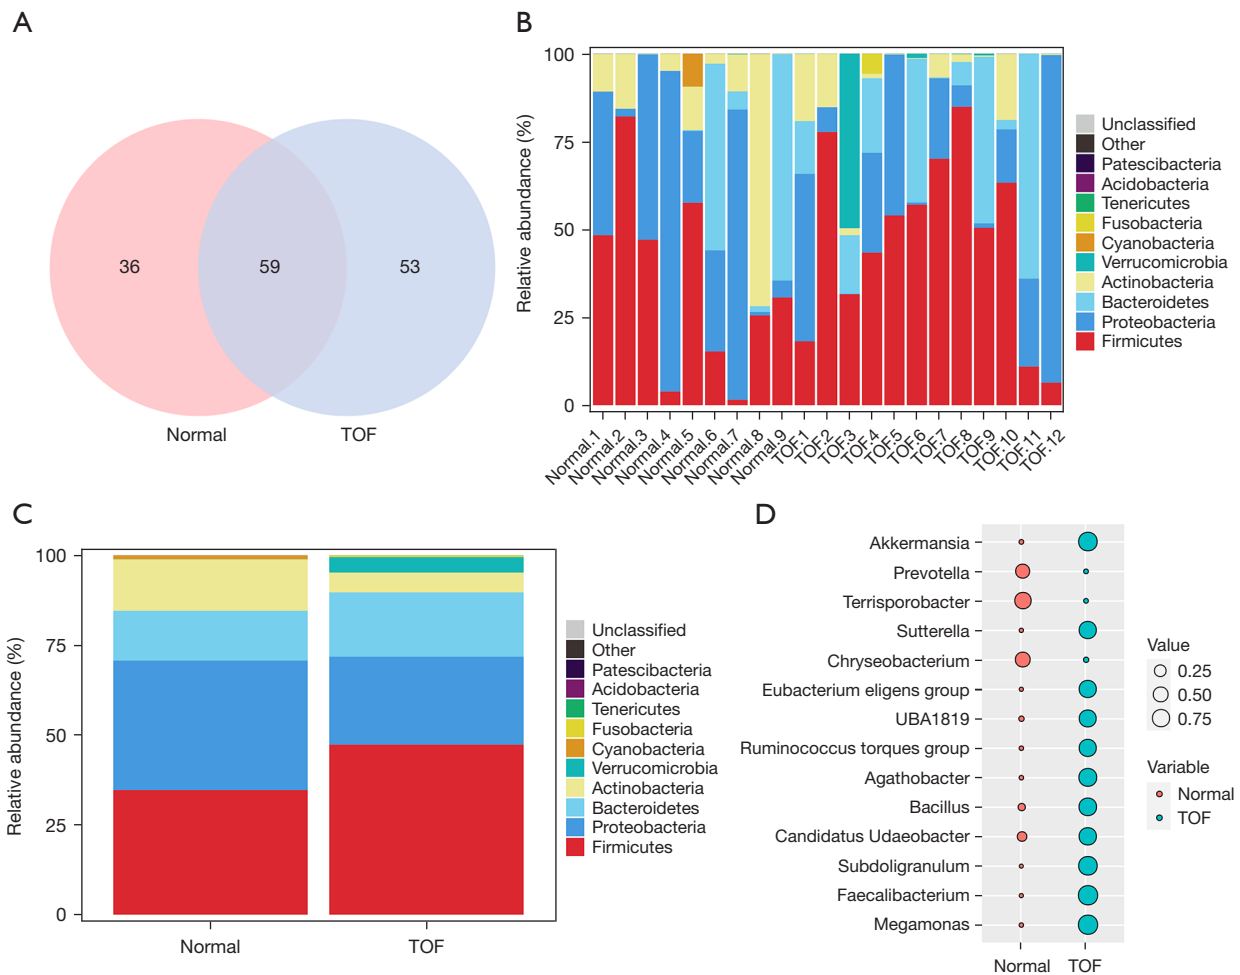 A
36
59
53
Normal
TOF
B
Relative abundance (%)
100
75
50
25
0
Normal.1
Normal.2
Normal.3
Normal.4
Normal.5
Normal.6
Normal.7
Normal.8
Normal.9
TOF.1
TOF.2
TOF.3
TOF.4
TOF.5
TOF.6
TOF.7
TOF.8
TOF.9
TOF.10
TOF.11
TOF.12
Unclassified
Other
Patescibacteria
Acidobacteria
Tenericutes
Fusobacteria
Cyanobacteria
Verrucomicrobia
Actinobacteria
Bacteroidetes
Proteobacteria
Firmicutes
C
Relative abundance (%)
100
75
50
25
0
Normal
TOF
Unclassified
Other
Patescibacteria
Acidobacteria
Tenericutes
Fusobacteria
Cyanobacteria
Verrucomicrobia
Actinobacteria
Bacteroidetes
Proteobacteria
Firmicutes
D
Akkermansia
Prevotella
Terrisporobacter
Sutterella
Chryseobacterium
Eubacterium eligens group
UBA1819
Ruminococcus torques group
Agathobacter
Bacillus
Candidatus Udaeobacter
Subdoligranulum
Faecalibacterium
Megamonas
Normal
TOF
Value
0.25
0.50
0.75
Variable
Normal
TOF